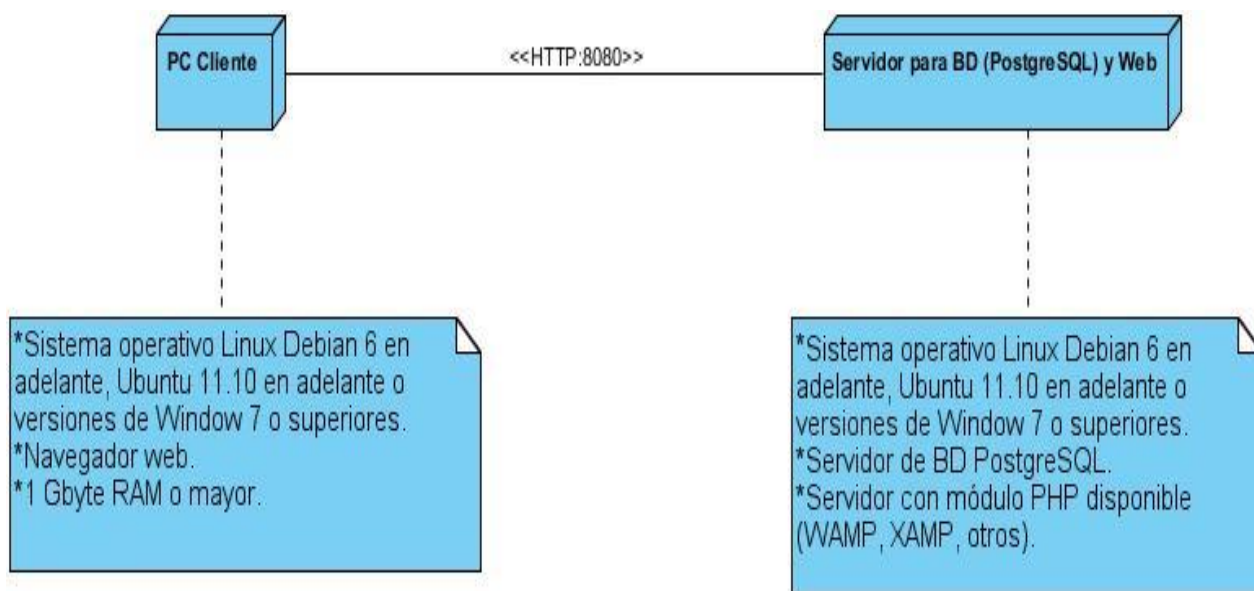 PC Cliente
<<HTTP:8080>>
Servidor para BD (PostgreSQL) y Web
*Sistema operativo Linux Debian 6 en
adelante, Ubuntu 11.10 en adelante o
versiones de Window 7 o superiores.
*Navegador web.
*1 Gbyte RAM o mayor.
*Sistema operativo Linux Debian 6 en
adelante, Ubuntu 11.10 en adelante o
versiones de Window 7 o superiores.
*Servidor de BD PostgreSQL.
*Servidor con módulo PHP disponible
(WAMP, XAMP, otros).